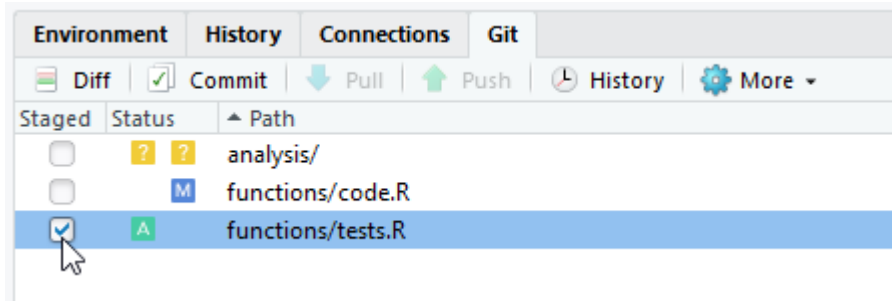 Environment History Connections Git
Diff Commit Pull Push History More
Staged Status Path
? ? analysis/
M functions/code.R
A functions/tests.R